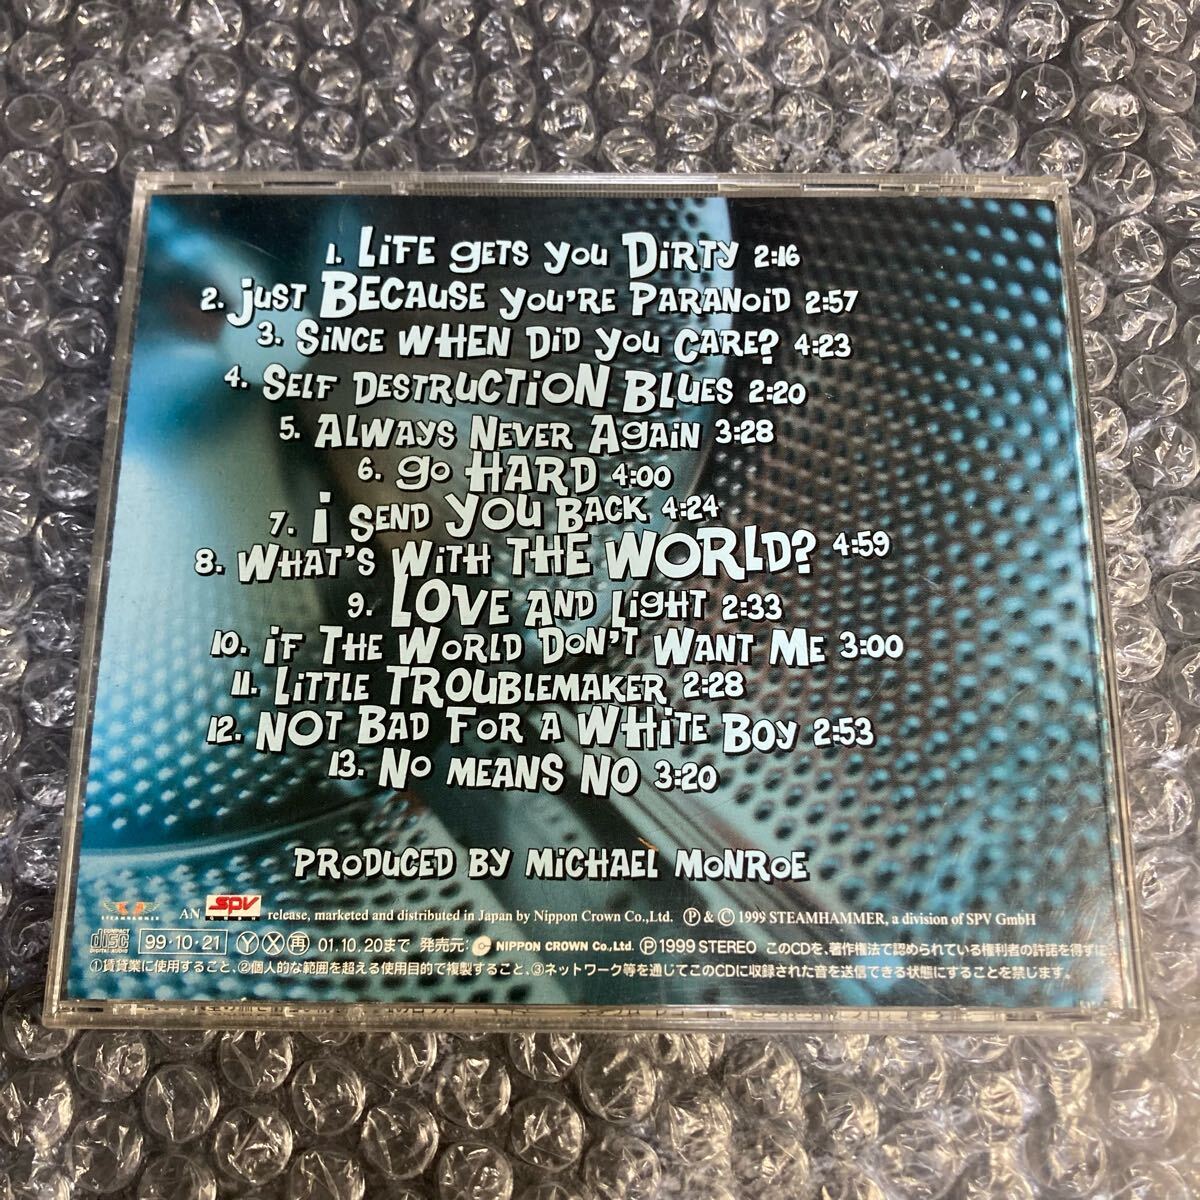 1. Life gets you Dirty 2:16
2. Just Because you're Paranoid 2:57
3. Since when Did you Care? 4:23
4. Self Destruction Blues 2:20
5. Always Never Again 3:28
6. go Hard 4:00
7. i Send you Back 4:24
8. What's With The World? 4:59
9. Love and Light 2:33
10. if The World Don't Want Me 3:00
11. Little Troublemaker 2:28
12. Not Bad For a White Boy 2:53
13. No means No 3:20
Produced by Michael Monroe
STEAMHAMMER AN SPV release, marketed and distributed in Japan by Nippon Crown Co.,Ltd. Ⓟ & © 1999 STEAMHAMMER, a division of SPV GmbH
COMPACT disc DIGITAL AUDIO 99・10・21 Ⓨ Ⓧ 再 01.10.20まで 発売元: NIPPON CROWN Co.,Ltd. Ⓟ 1999 STEREO このCDを、著作権法で認められている権利者の許諾を得ずに、
①賃貸業に使用すること、②個人的な範囲を超える使用目的で複製すること、③ネットワーク等を通じてこのCDに収録された音を送信できる状態にすることを禁じます。